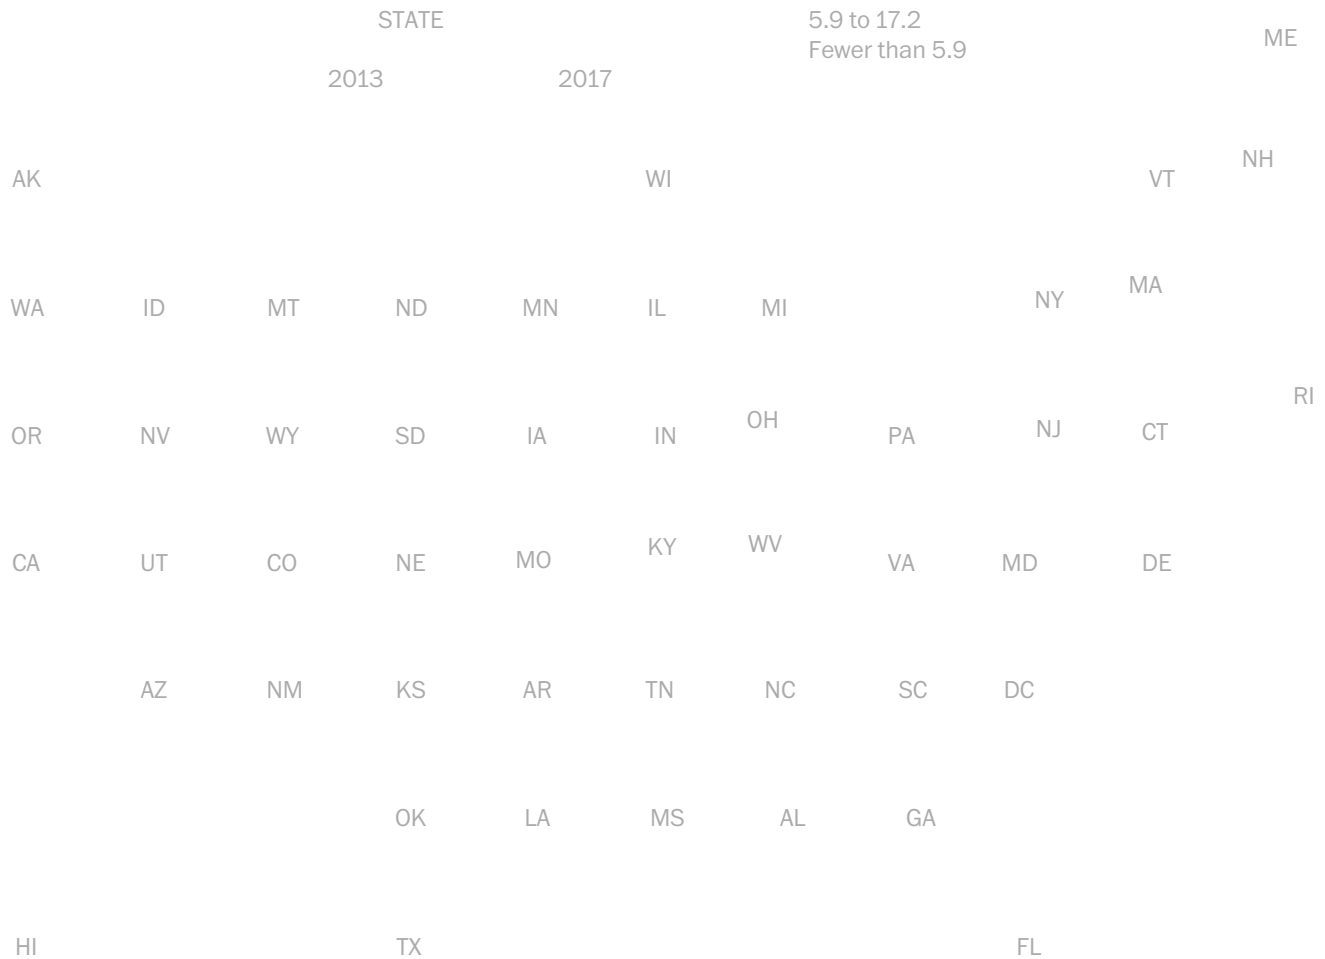 STATE
2013 2017
5.9 to 17.2
Fewer than 5.9
ME
AK WI VT NH
WA ID MT ND MN IL MI NY MA
OR NV WY SD IA IN OH PA NJ CT RI
CA UT CO NE MO KY WV VA MD DE
AZ NM KS AR TN NC SC DC
OK LA MS AL GA
HI TX FL